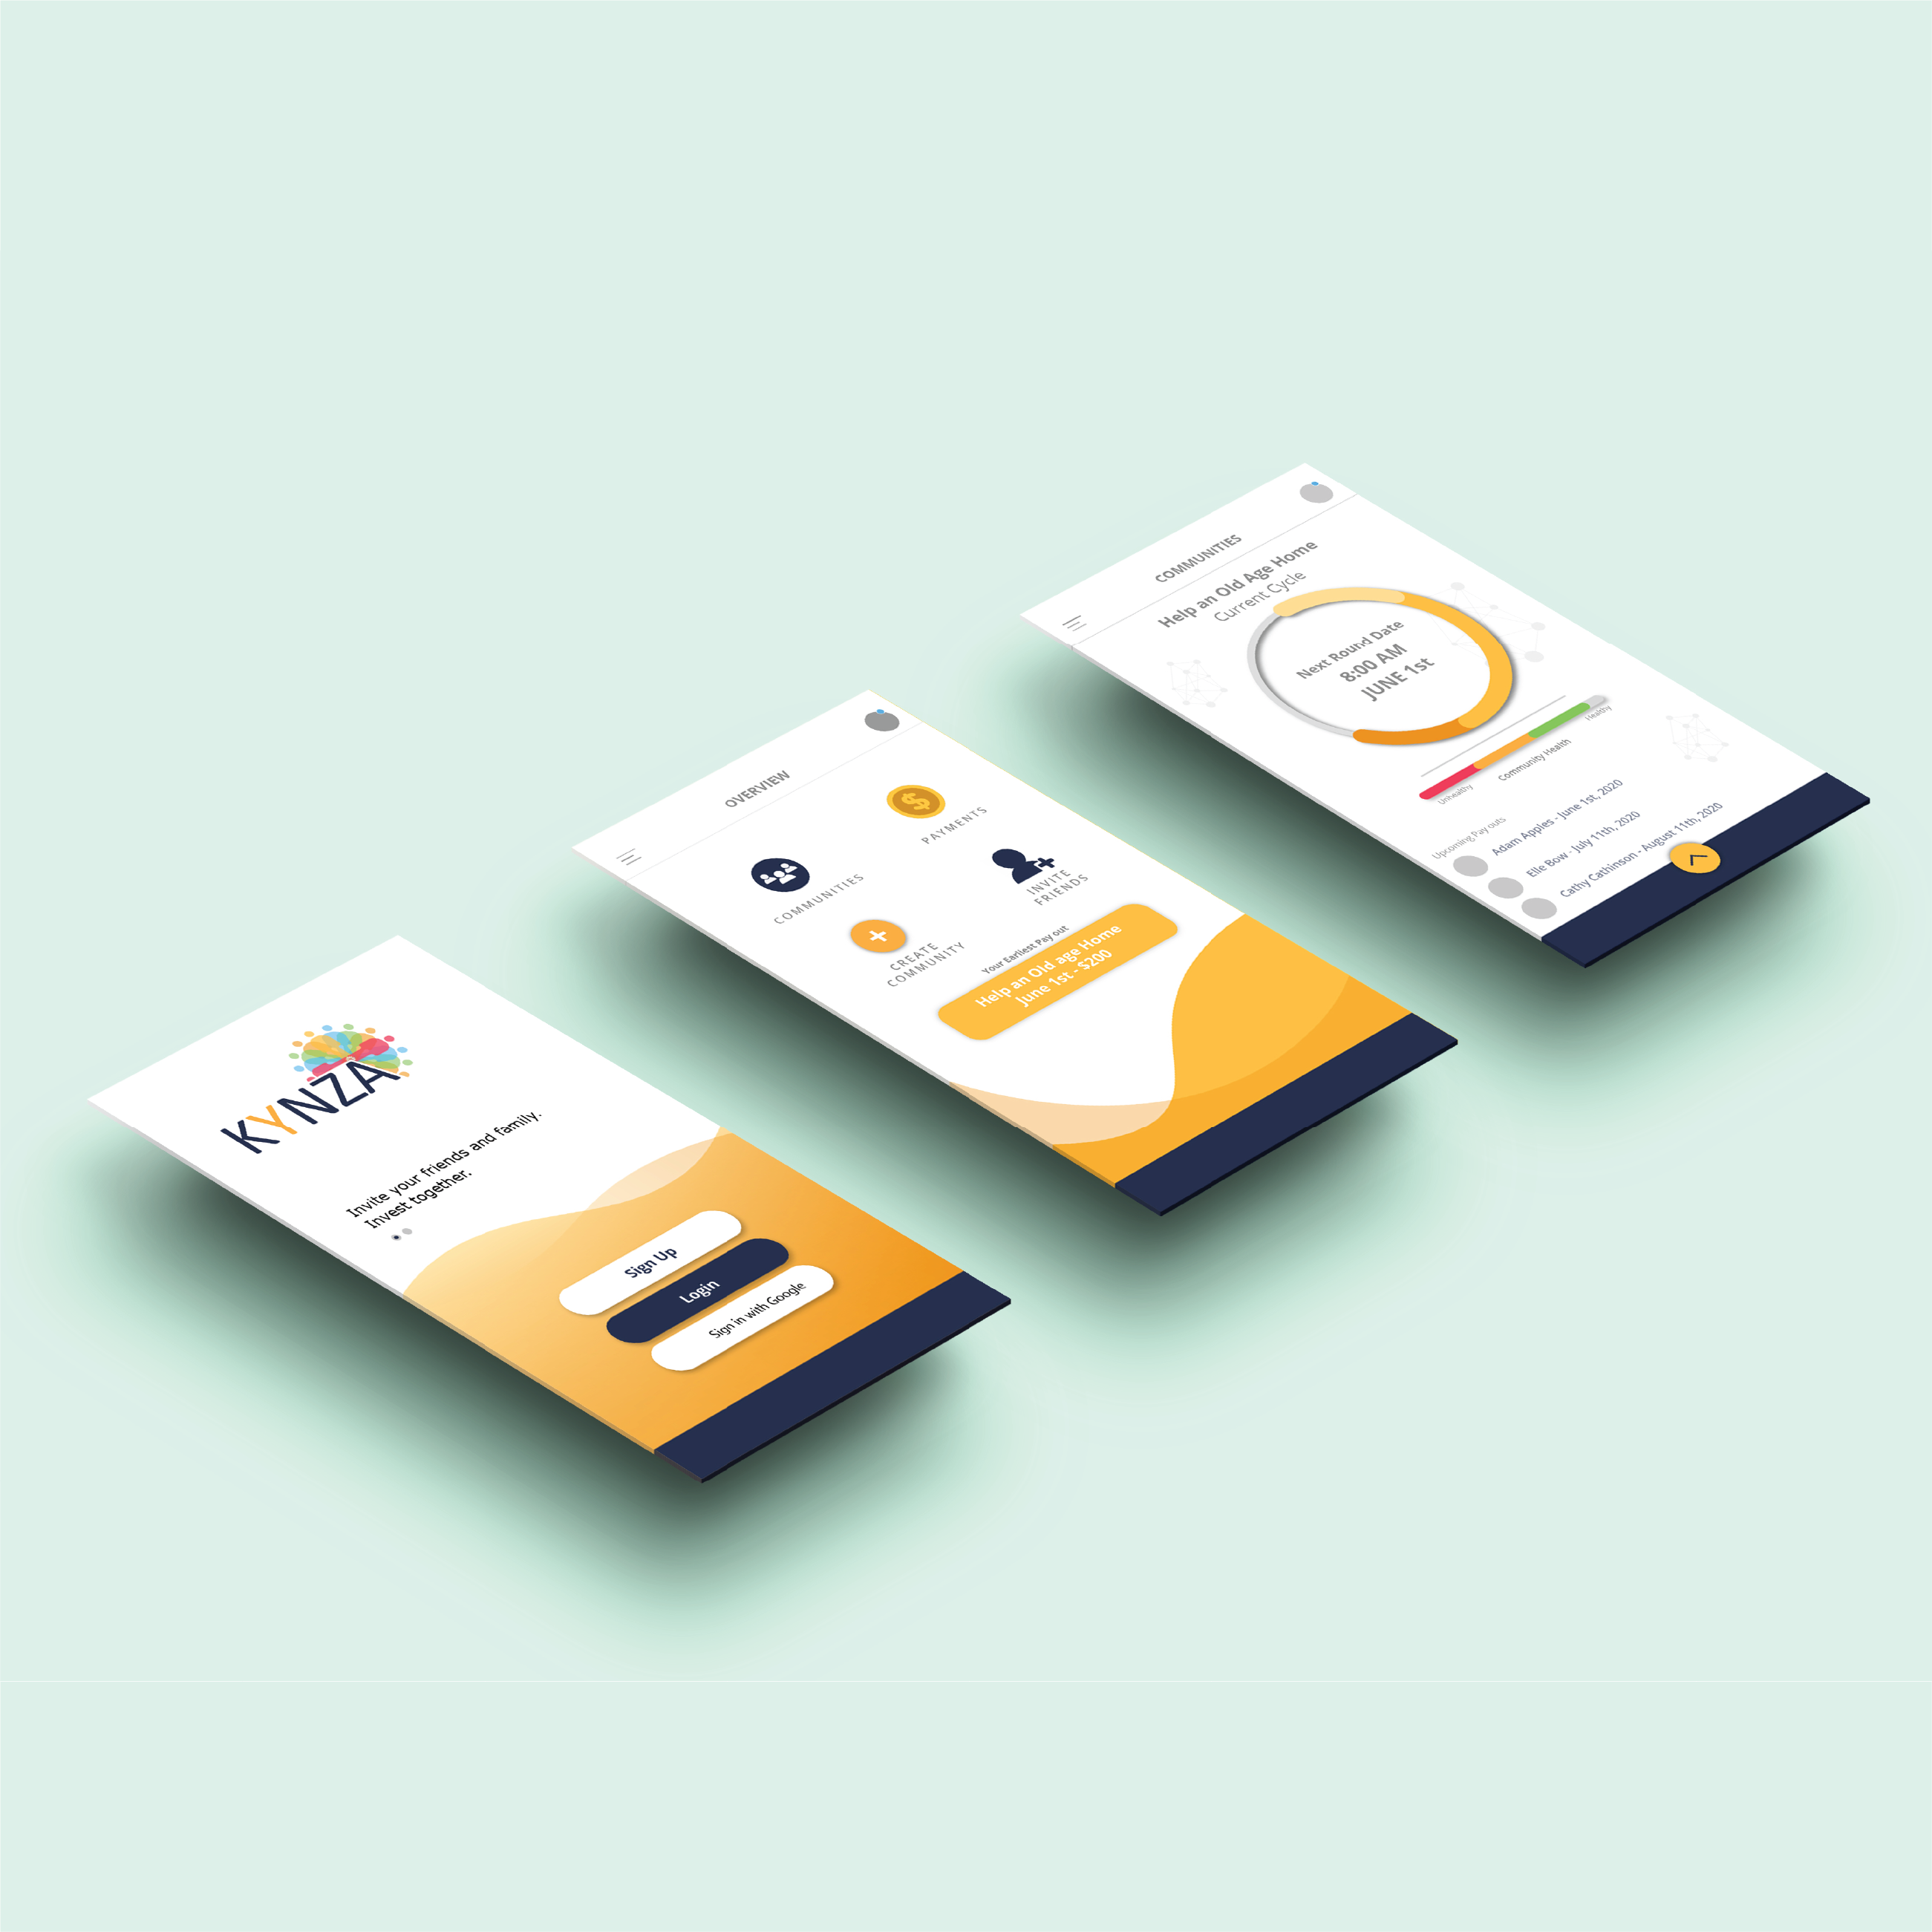 KYNZA
Invite your friends and family.
Invest together.
Sign Up
Login
Sign in with Google
OVERVIEW
COMMUNITIES
$
PAYMENTS
CREATE
COMMUNITY
INVITE
FRIENDS
Your Earliest Pay out
Help an Old age Home
June 1st - $200
COMMUNITIES
Help an Old Age Home
Current Cycle
Next Round Date
8:00 AM
JUNE 1st
Unhealthy
Community Health
Healthy
Upcoming Pay outs
Adam Apples - June 1st, 2020
Elle Bow - July 11th, 2020
Cathy Cathinson - August 11th, 2020